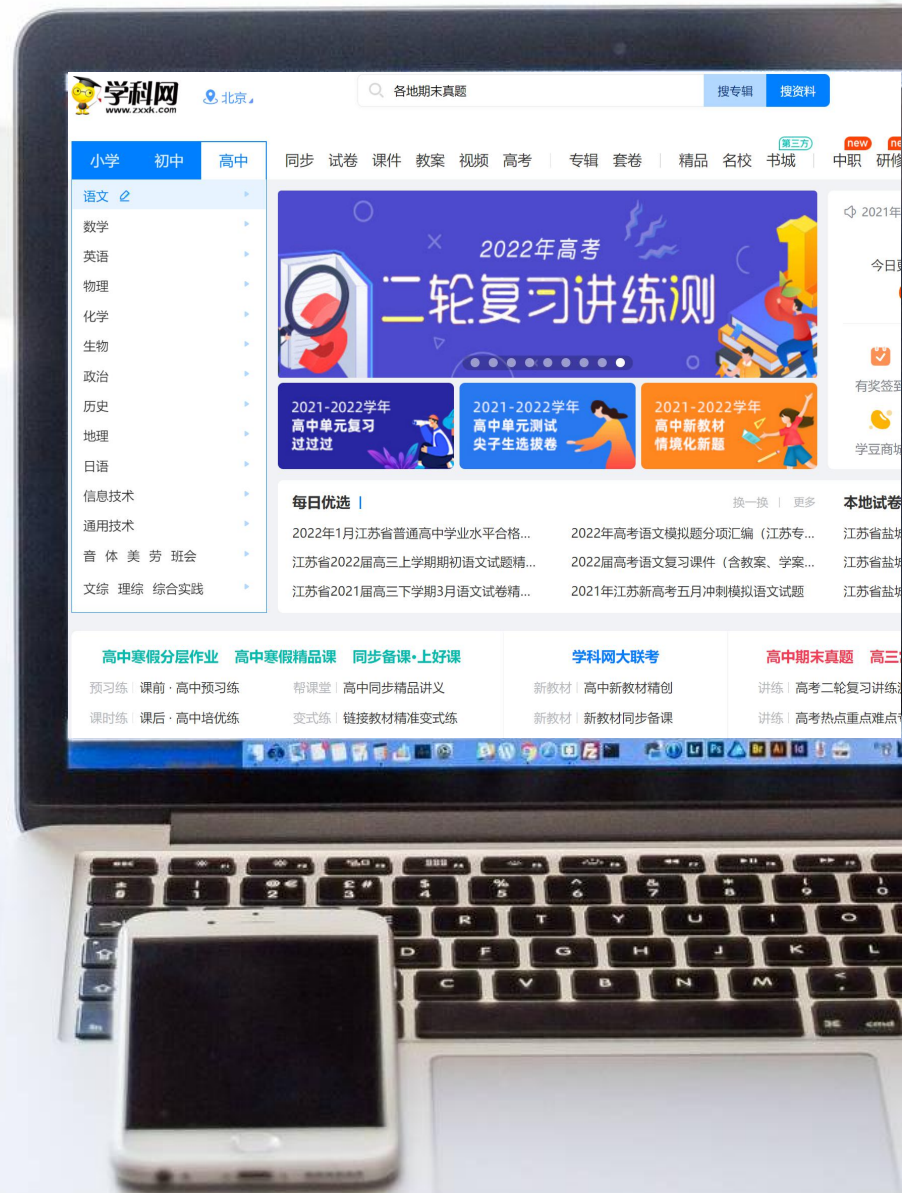 学科网
www.zxxk.com
北京
各地期末真题
搜专辑 搜资料
小学 初中 高中
同步 试卷 课件 教案 视频 高考 专辑 套卷 精品 名校 书城 中职 研修
第三方 new
语文
数学
英语
物理
化学
生物
政治
历史
地理
日语
信息技术
通用技术
音 体 美 劳 班会
文综 理综 综合实践
2022年高考
二轮复习讲练测
2021年
今日
有奖签到
学豆商城
2021-2022学年
高中单元复习
过过过
2021-2022学年
高中单元测试
尖子生选拔卷
2021-2022学年
高中新教材
情境化新题
每日优选 换一换 更多
2022年1月江苏省普通高中学业水平合格...
2022年高考语文模拟题分项汇编（江苏专...
江苏省2022届高三上学期期初语文试题精...
2022届高考语文复习课件（含教案、学案...
江苏省2021届高三下学期3月语文试卷精...
2021年江苏新高考五月冲刺模拟语文试题
本地试卷
江苏省盐城
江苏省盐城
江苏省盐城
高中寒假分层作业 高中寒假精品课 同步备课·上好课
预习练 课前·高中预习练 帮课堂 高中同步精品讲义
课时练 课后·高中培优练 变式练 链接教材精准变式练
学科网大联考
新教材 高中新教材精创
新教材 新教材同步备课
高中期末真题 高三
讲练 高考二轮复习讲练
讲练 高考热点重点难点
Lr Ps Br Ai Id
1 2 3 4 5 6 7 8 9 0
R T Y U I O
D F G H J K L
C V B N M
fn
cmd